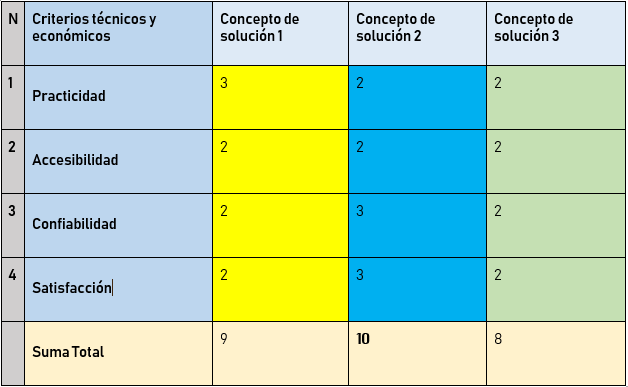 N Criterios técnicos y económicos Concepto de solución 1 Concepto de solución 2 Concepto de solución 3
1 Practicidad 3 2 2
2 Accesibilidad 2 2 2
3 Confiabilidad 2 3 2
4 Satisfacción 2 3 2
Suma Total 9 10 8